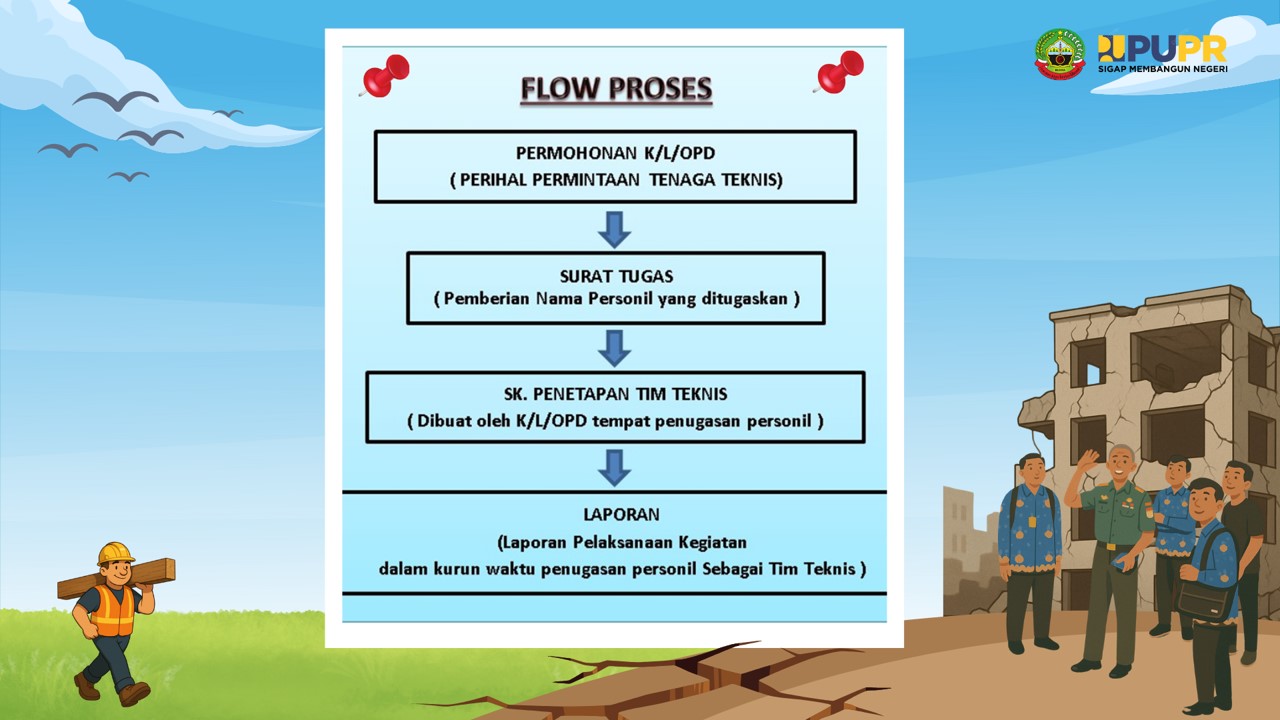 PUPR
SIGAP MEMBANGUN NEGERI
FLOW PROSES
PERMOHONAN K/L/OPD
( PERIHAL PERMINTAAN TENAGA TEKNIS)
SURAT TUGAS
( Pemberian Nama Personil yang ditugaskan )
SK. PENETAPAN TIM TEKNIS
( Dibuat oleh K/L/OPD tempat penugasan personil )
LAPORAN
(Laporan Pelaksanaan Kegiatan
dalam kurun waktu penugasan personil Sebagai Tim Teknis )